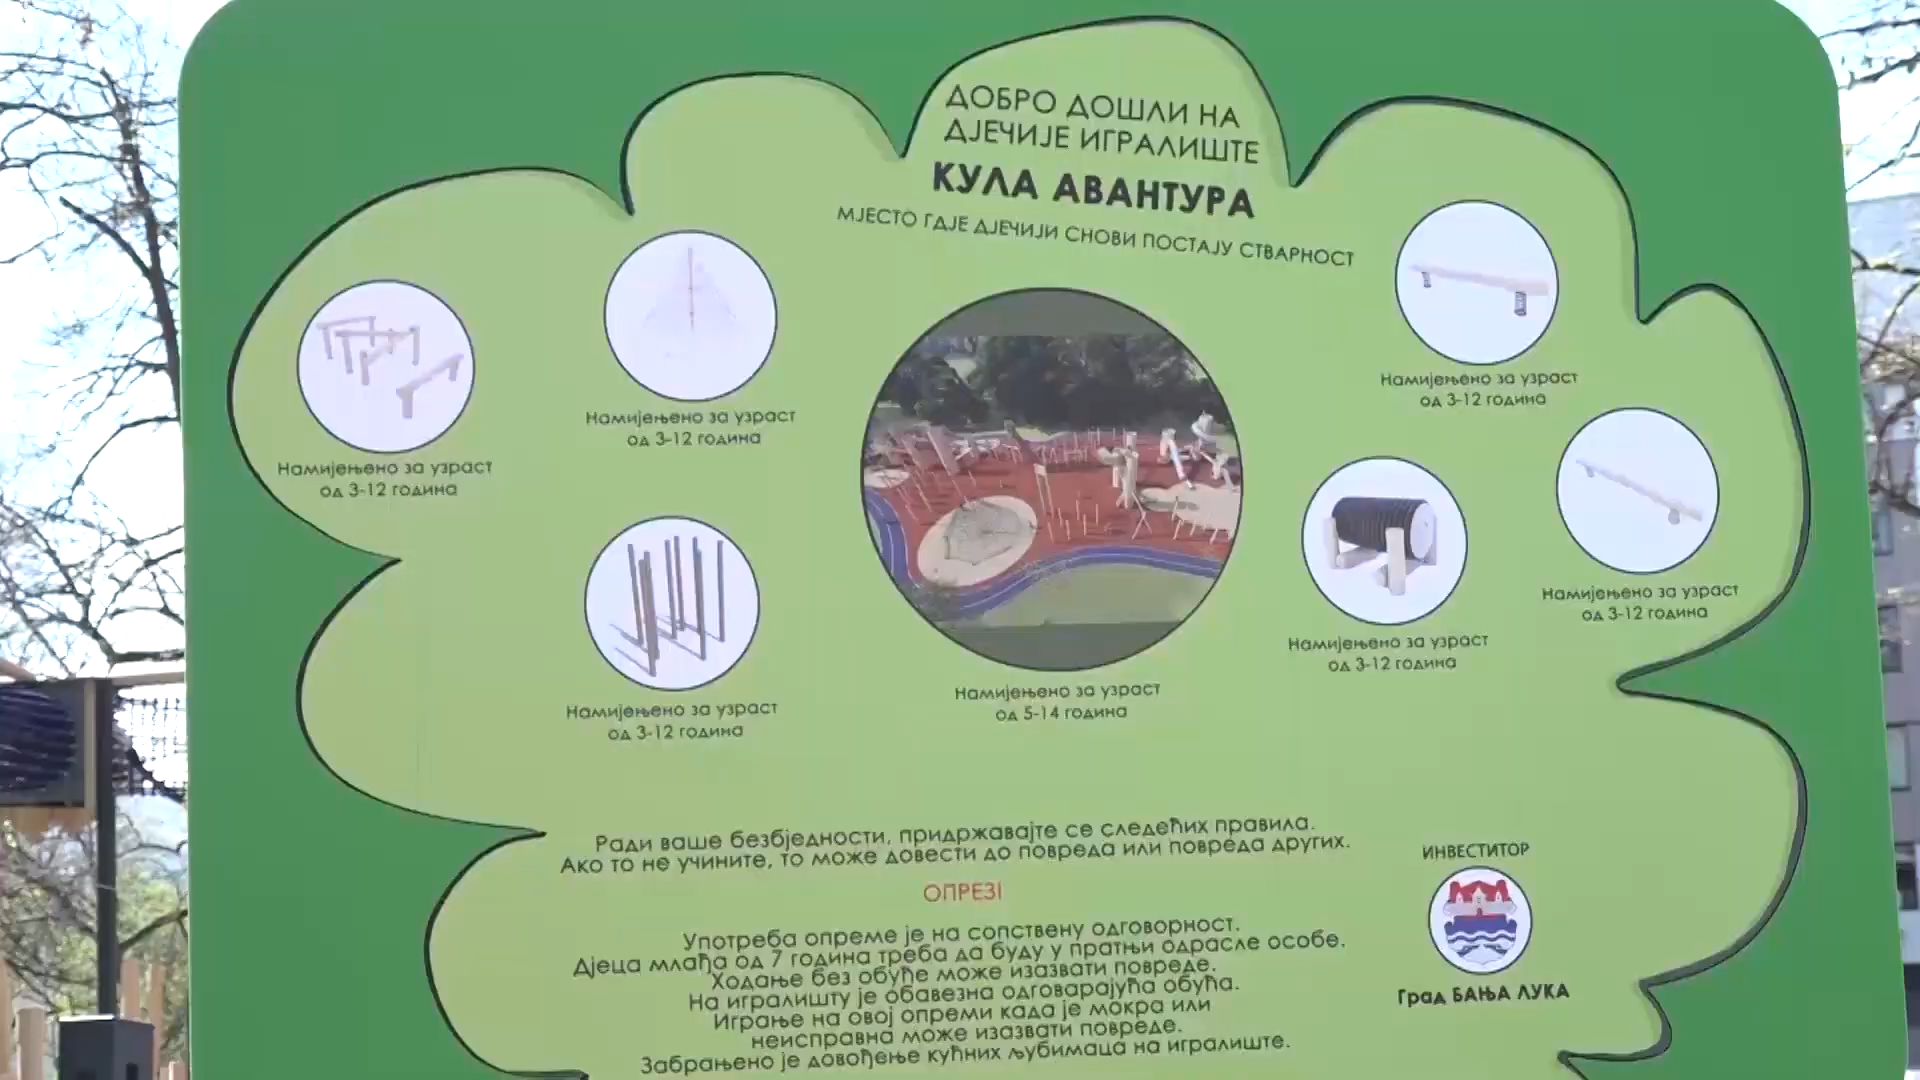 ДОБРО ДОШЛИ НА
ДЈЕЧИЈЕ ИГРАЛИШТЕ
КУЛА АВАНТУРА
МЈЕСТО ГДЈЕ ДЈЕЧИЈИ СНОВИ ПОСТАЈУ СТВАРНОСТ
Намијењено за узраст
од 3-12 година
Намијењено за узраст
од 3-12 година
Намијењено за узраст
од 3-12 година
Намијењено за узраст
од 3-12 година
Намијењено за узраст
од 3-12 година
Намијењено за узраст
од 3-12 година
Намијењено за узраст
од 5-14 година
Ради ваше безбједности, придржавајте се следећих правила.
Ако то не учините, то може довести до повреда или повреда других.
ОПРЕЗ!
Употреба опреме је на сопствену одговорност.
Дјеца млађа од 7 година треба да буду у пратњи одрасле особе.
Ходање без обуће може изазвати повреде.
На игралишту је обавезна одговарајућа обућа.
Играње на овој опреми када је мокра или
неисправна може изазвати повреде.
Забрањено је довођење кућних љубимаца на игралиште.
ИНВЕСТИТОР
Град БАЊА ЛУКА